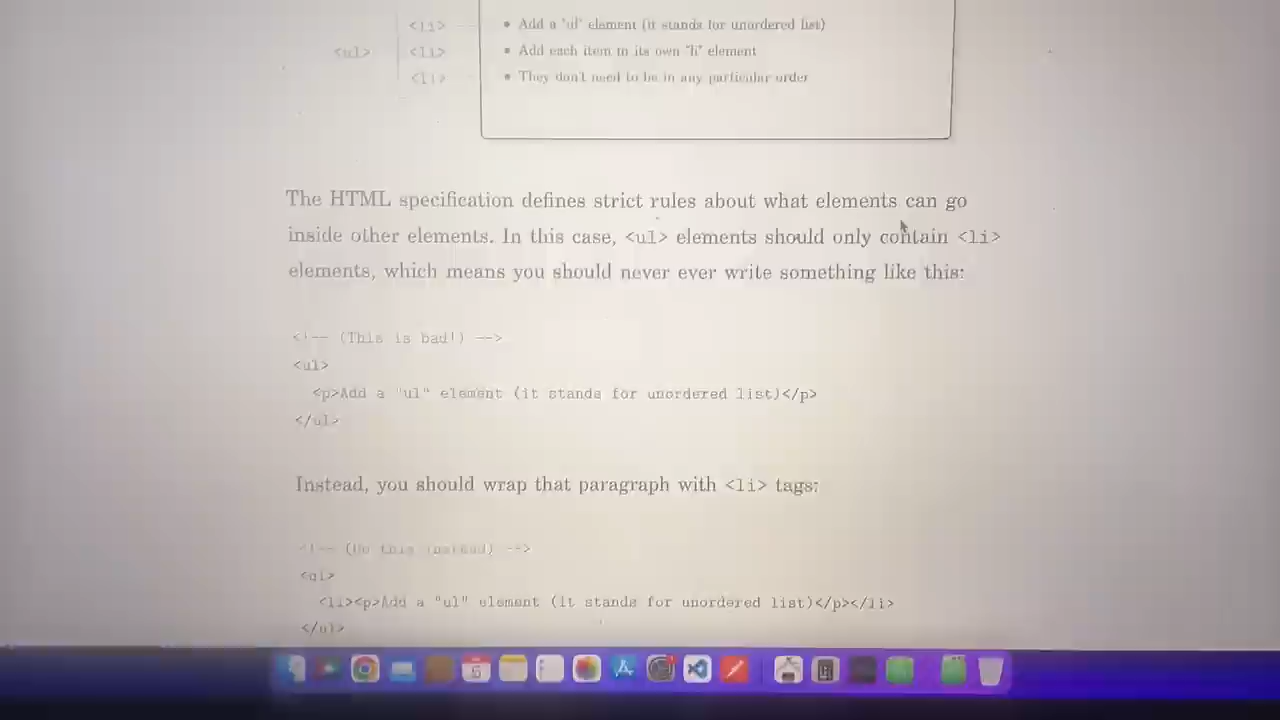 <li>
• Add a "ul" element (it stands for unordered list)
<ul>
<li>
• Add each item in its own "li" element
<li>
• They don't need to be in any particular order
The HTML specification defines strict rules about what elements can go
inside other elements. In this case, <ul> elements should only contain <li>
elements, which means you should never ever write something like this:
<!-- (This is bad!) -->
<ul>
<p>Add a "ul" element (it stands for unordered list)</p>
</ul>
Instead, you should wrap that paragraph with <li> tags:
<!-- (Do this instead) -->
<ul>
<li><p>Add a "ul" element (it stands for unordered list)</p></li>
</ul>